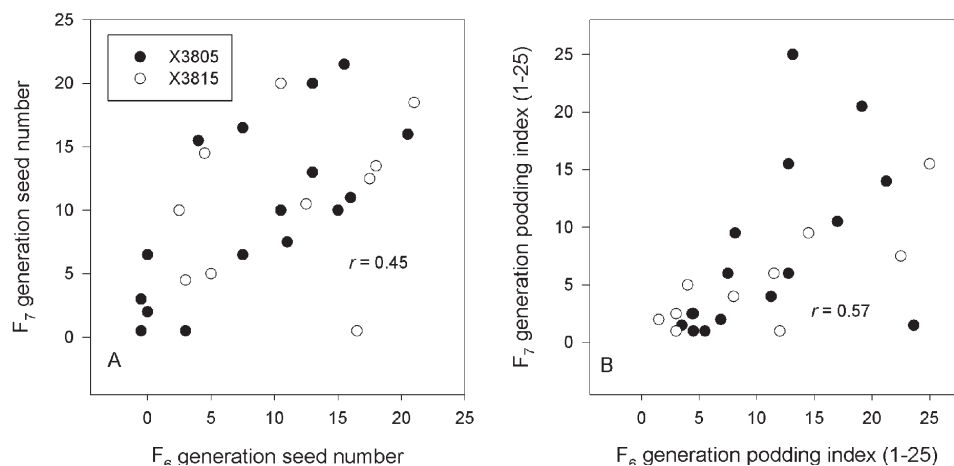 25
20
15
10
5
0
F₇ generation seed number
X3805
X3815
r = 0.45
A
0 5 10 15 20 25
F₆ generation seed number
25
20
15
10
5
0
F₇ generation podding index (1-25)
r = 0.57
B
0 5 10 15 20 25
F₆ generation podding index (1-25)